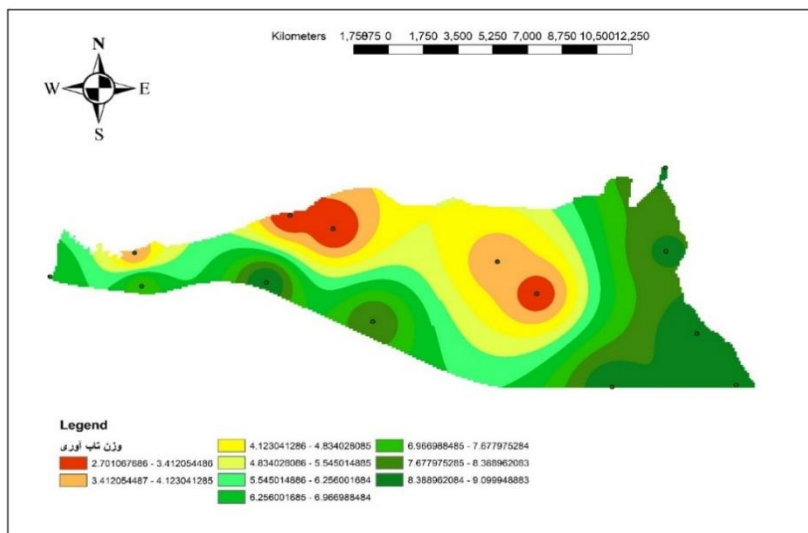 Kilometers 1,750875 0 1,750 3,500 5,250 7,000 8,750 10,50012,250
N
W E
S
Legend
وزن تاب آوری
2.701067686 - 3.412054486
3.412054487 - 4.123041285
4.123041286 - 4.834028085
4.834028086 - 5.545014885
5.545014886 - 6.256001684
6.256001685 - 6.966988484
6.966988485 - 7.677975284
7.677975285 - 8.388962083
8.388962084 - 9.099948883